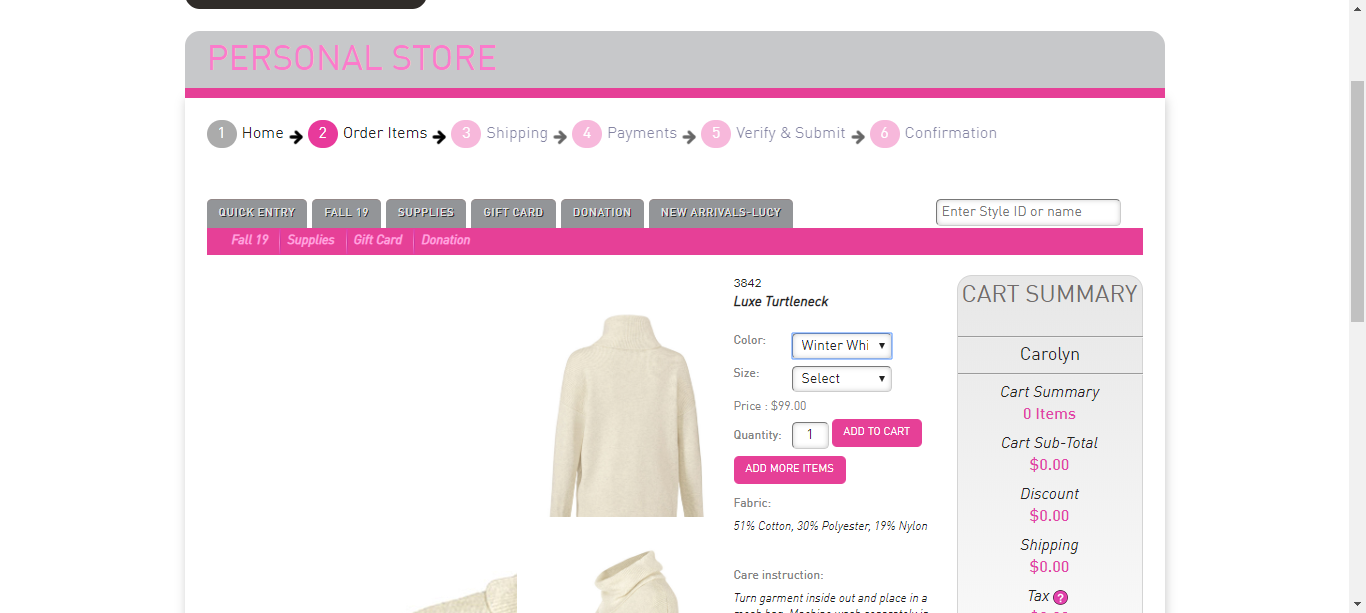 PERSONAL STORE
1 Home 2 Order Items 3 Shipping 4 Payments 5 Verify & Submit 6 Confirmation
QUICK ENTRY FALL 19 SUPPLIES GIFT CARD DONATION NEW ARRIVALS-LUCY Enter Style ID or name
Fall 19 Supplies Gift Card Donation
3842
Luxe Turtleneck
Color: Winter Whi
Size: Select
Price : $99.00
Quantity: 1 ADD TO CART
ADD MORE ITEMS
Fabric:
51% Cotton, 30% Polyester, 19% Nylon
Care instruction:
Turn garment inside out and place in a
CART SUMMARY
Carolyn
Cart Summary
0 Items
Cart Sub-Total
$0.00
Discount
$0.00
Shipping
$0.00
Tax ?